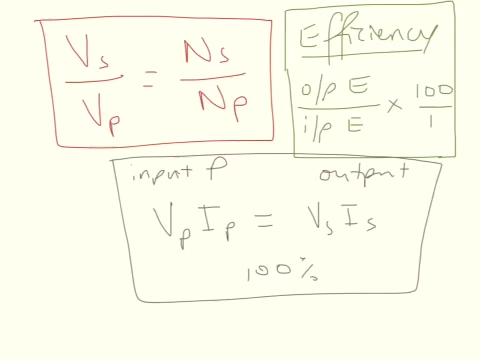 Vs/Vp = Ns/Np
Efficiency
o/p E / i/p E × 100/1
input P output
VpIp = VsIs
100%